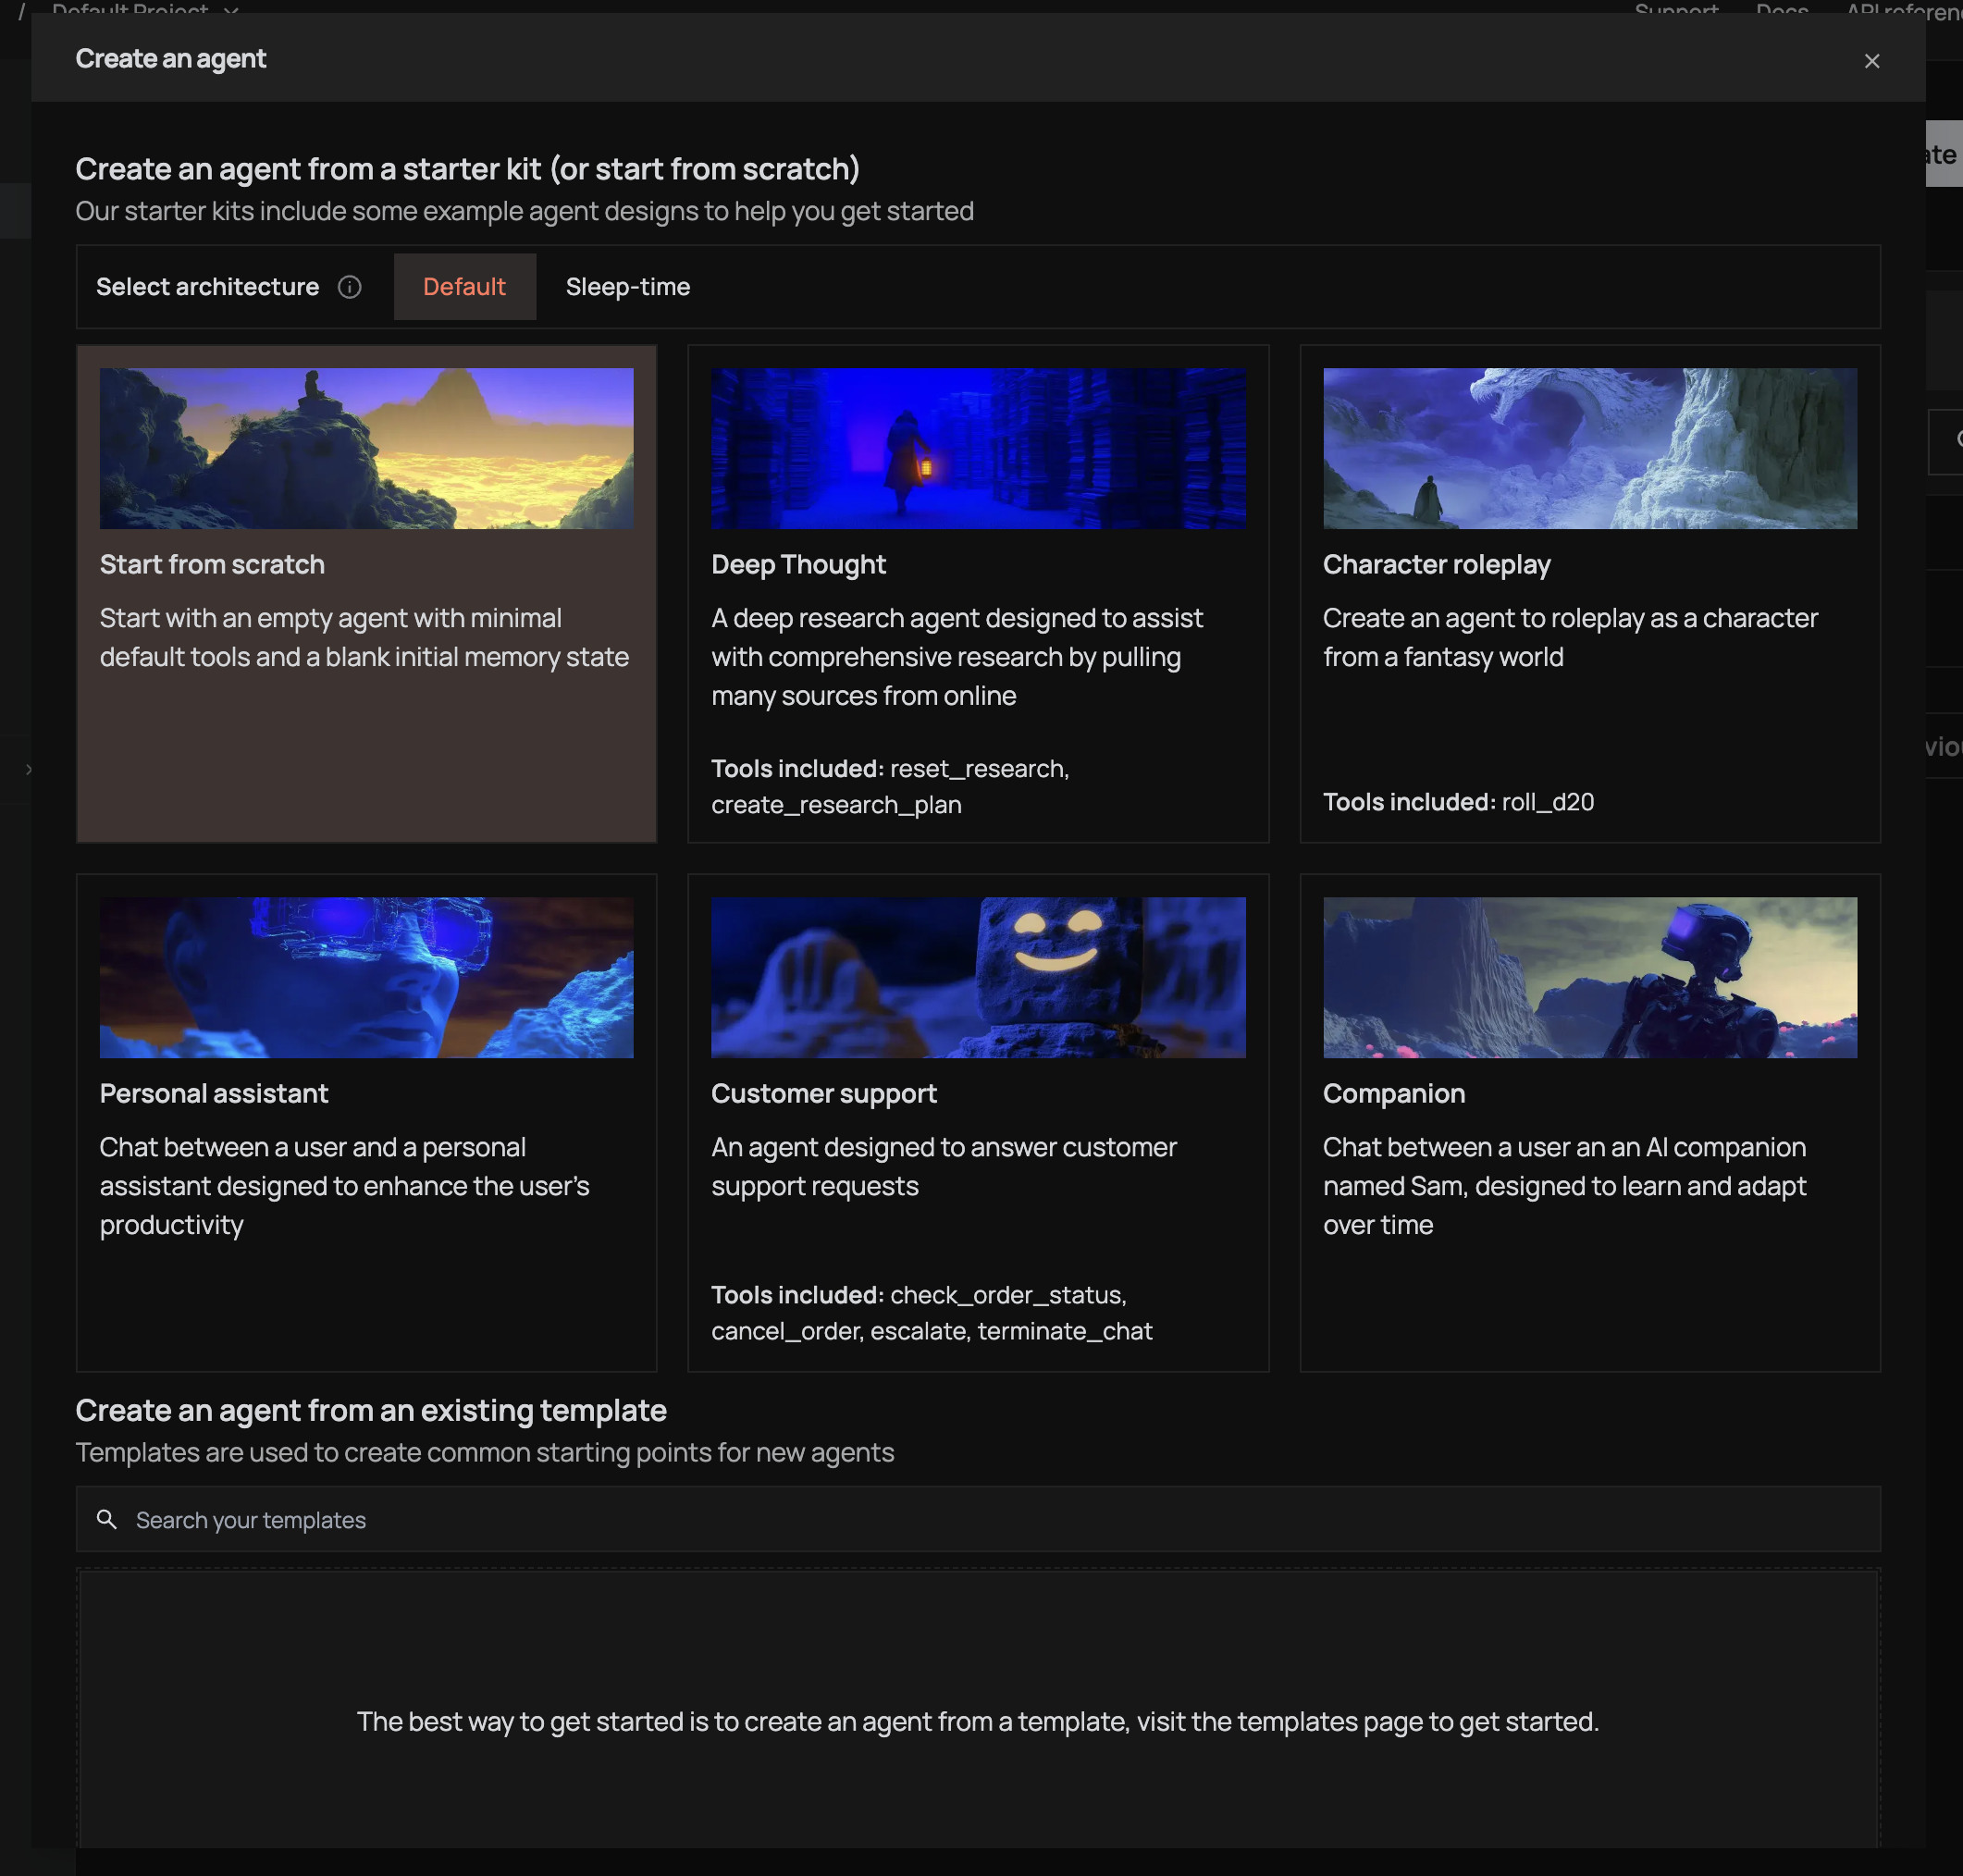 / Default Project
Support Docs API referen
Create an agent
Create an agent from a starter kit (or start from scratch)
Our starter kits include some example agent designs to help you get started
Select architecture Default Sleep-time
Start from scratch
Start with an empty agent with minimal
default tools and a blank initial memory state
Deep Thought
A deep research agent designed to assist
with comprehensive research by pulling
many sources from online
Tools included: reset_research,
create_research_plan
Character roleplay
Create an agent to roleplay as a character
from a fantasy world
Tools included: roll_d20
Personal assistant
Chat between a user and a personal
assistant designed to enhance the user's
productivity
Customer support
An agent designed to answer customer
support requests
Tools included: check_order_status,
cancel_order, escalate, terminate_chat
Companion
Chat between a user an an AI companion
named Sam, designed to learn and adapt
over time
Create an agent from an existing template
Templates are used to create common starting points for new agents
Search your templates
The best way to get started is to create an agent from a template, visit the templates page to get started.